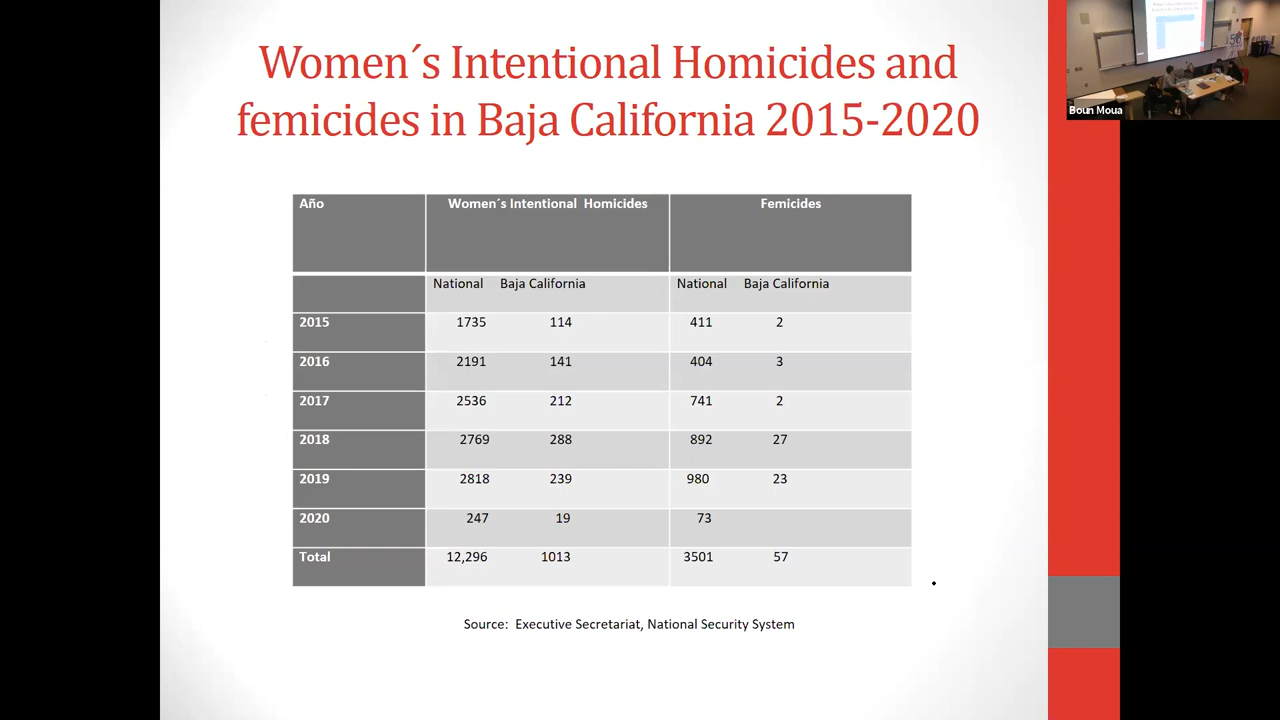 Women´s Intentional Homicides and
femicides in Baja California 2015-2020
Boun Moua
Año Women´s Intentional Homicides Femicides
National Baja California National Baja California
2015 1735 114 411 2
2016 2191 141 404 3
2017 2536 212 741 2
2018 2769 288 892 27
2019 2818 239 980 23
2020 247 19 73
Total 12,296 1013 3501 57
Source: Executive Secretariat, National Security System